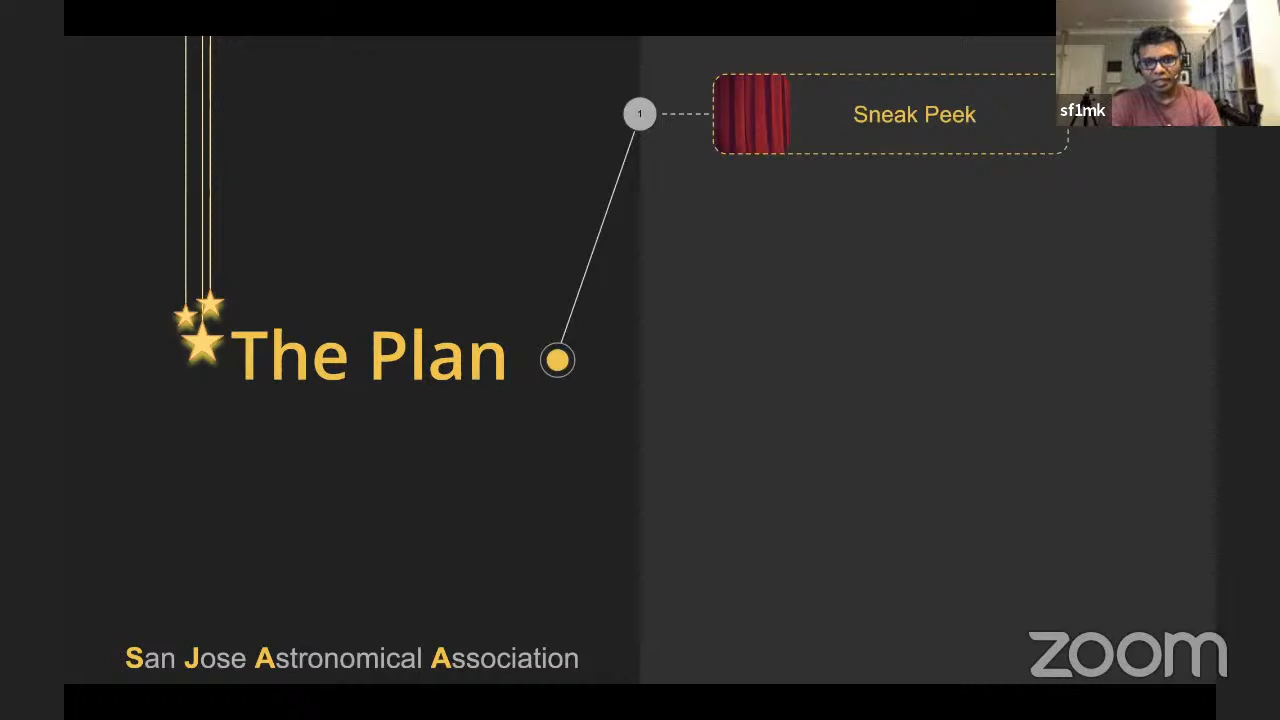 1
Sneak Peek
sf1mk
The Plan
San Jose Astronomical Association
zoom